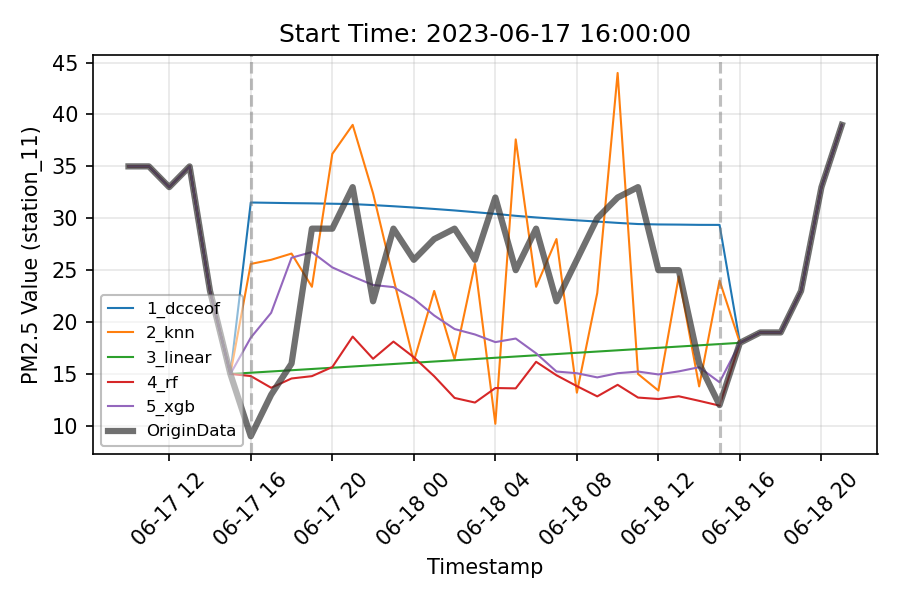 Start Time: 2023-06-17 16:00:00
PM2.5 Value (station_11)
45
40
35
30
25
20
15
10
1_dcceof
2_knn
3_linear
4_rf
5_xgb
OriginData
06-17 12
06-17 16
06-17 20
06-18 00
06-18 04
06-18 08
06-18 12
06-18 16
06-18 20
Timestamp